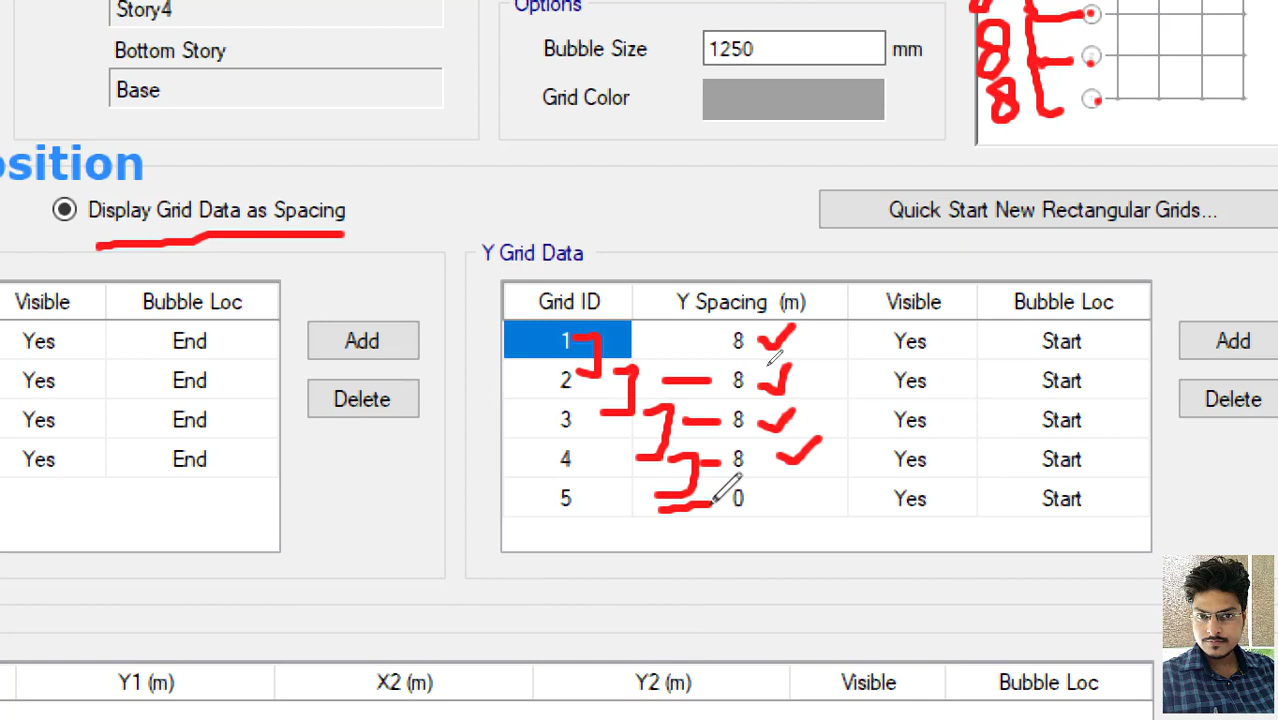 Story4
Options
Bottom Story
Bubble Size 1250 mm
Base
Grid Color
8
8
8
osition
Display Grid Data as Spacing
Quick Start New Rectangular Grids...
Y Grid Data
Visible Bubble Loc
Grid ID Y Spacing (m) Visible Bubble Loc
Yes End Add 1 8 Yes Start Add
Yes End 2 8 Yes Start
Delete Delete
Yes End 3 8 Yes Start
Yes End 4 8 Yes Start
5 0 Yes Start
Y1 (m) X2 (m) Y2 (m) Visible Bubble Loc